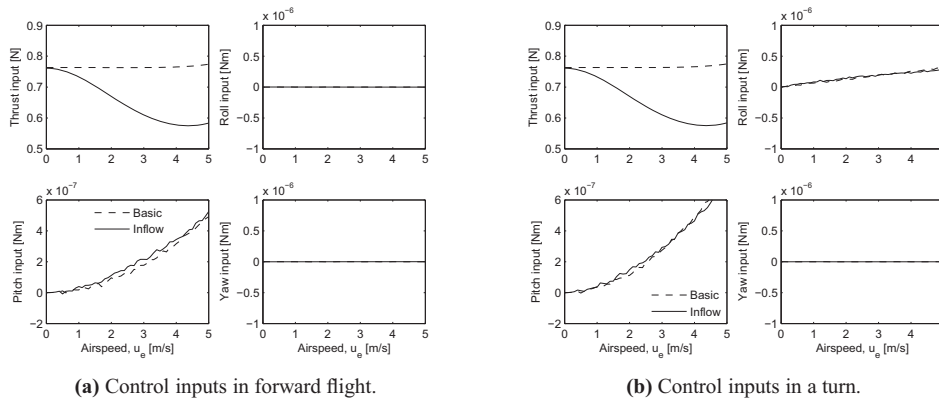 0.9
0.8
0.7
0.6
0.5
0 1 2 3 4 5
Thrust input [N]
x 10⁻⁶
1
0.5
0
−0.5
−1
0 1 2 3 4 5
Roll input [Nm]
x 10⁻⁷
6
4
2
0
−2
0 1 2 3 4 5
Pitch input [Nm]
Basic
Inflow
Airspeed, uₑ [m/s]
x 10⁻⁶
1
0.5
0
−0.5
−1
0 1 2 3 4 5
Yaw input [Nm]
Airspeed, uₑ [m/s]
(a) Control inputs in forward flight.
0.9
0.8
0.7
0.6
0.5
0 1 2 3 4 5
Thrust input [N]
x 10⁻⁶
1
0.5
0
−0.5
−1
0 1 2 3 4 5
Roll input [Nm]
x 10⁻⁷
6
4
2
0
−2
0 1 2 3 4 5
Pitch input [Nm]
Basic
Inflow
Airspeed, uₑ [m/s]
x 10⁻⁶
1
0.5
0
−0.5
−1
0 1 2 3 4 5
Yaw input [Nm]
Airspeed, uₑ [m/s]
(b) Control inputs in a turn.